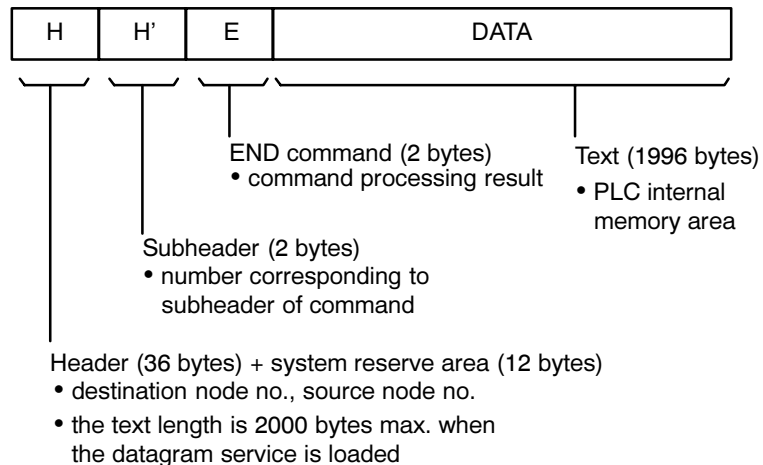 H H’ E DATA
END command (2 bytes)
• command processing result
Text (1996 bytes)
• PLC internal
memory area
Subheader (2 bytes)
• number corresponding to
subheader of command
Header (36 bytes) + system reserve area (12 bytes)
• destination node no., source node no.
• the text length is 2000 bytes max. when
the datagram service is loaded